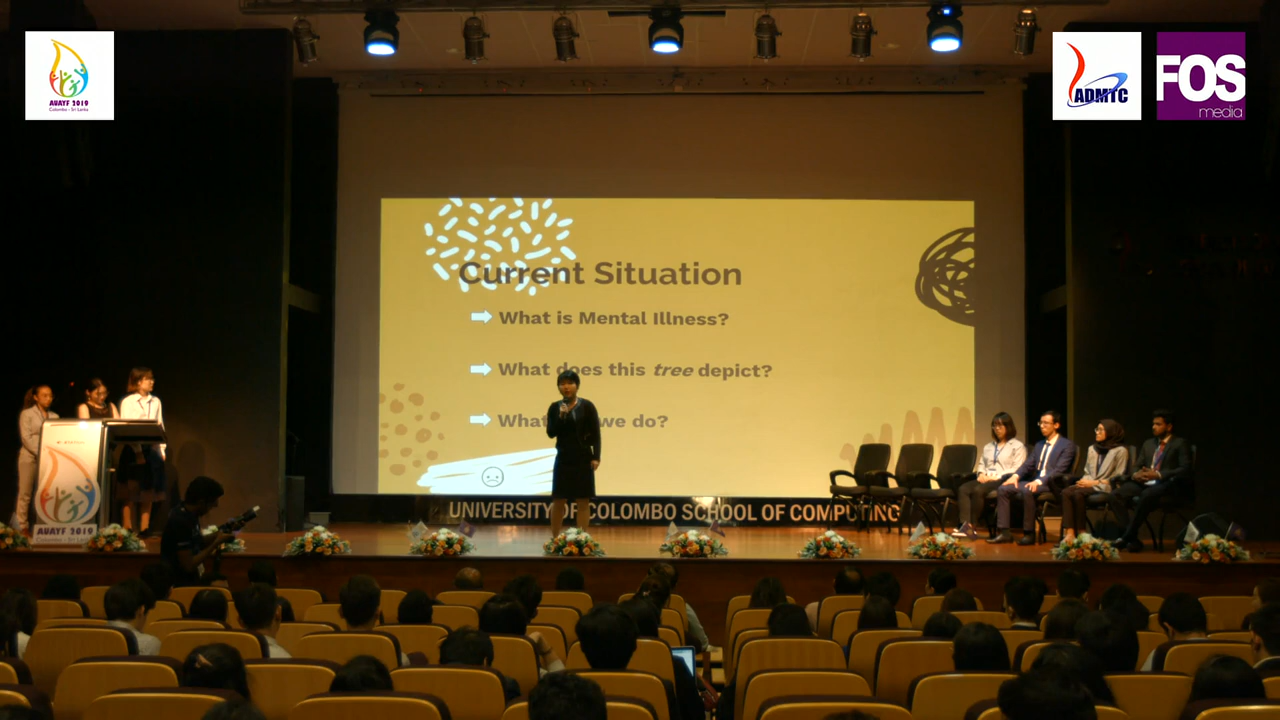 AUAYF 2019
Colombo - Sri Lanka
ADMTC
FOS
media
Current Situation
What is Mental Illness?
What does this tree depict?
What we do?
AUAYF 2019
UNIVERSITY OF COLOMBO SCHOOL OF COMPUTING